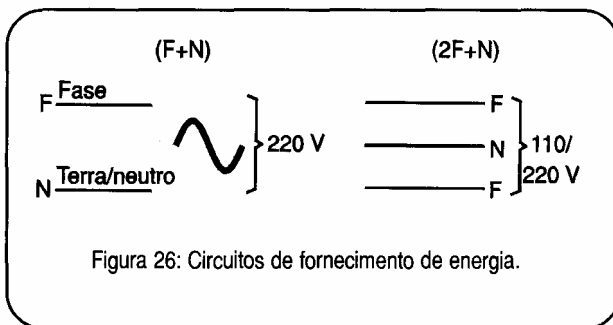 (F+N)
(2F+N)
F Fase
F
220 V
N
110/
220 V
N Terra/neutro
F
Figura 26: Circuitos de fornecimento de energia.